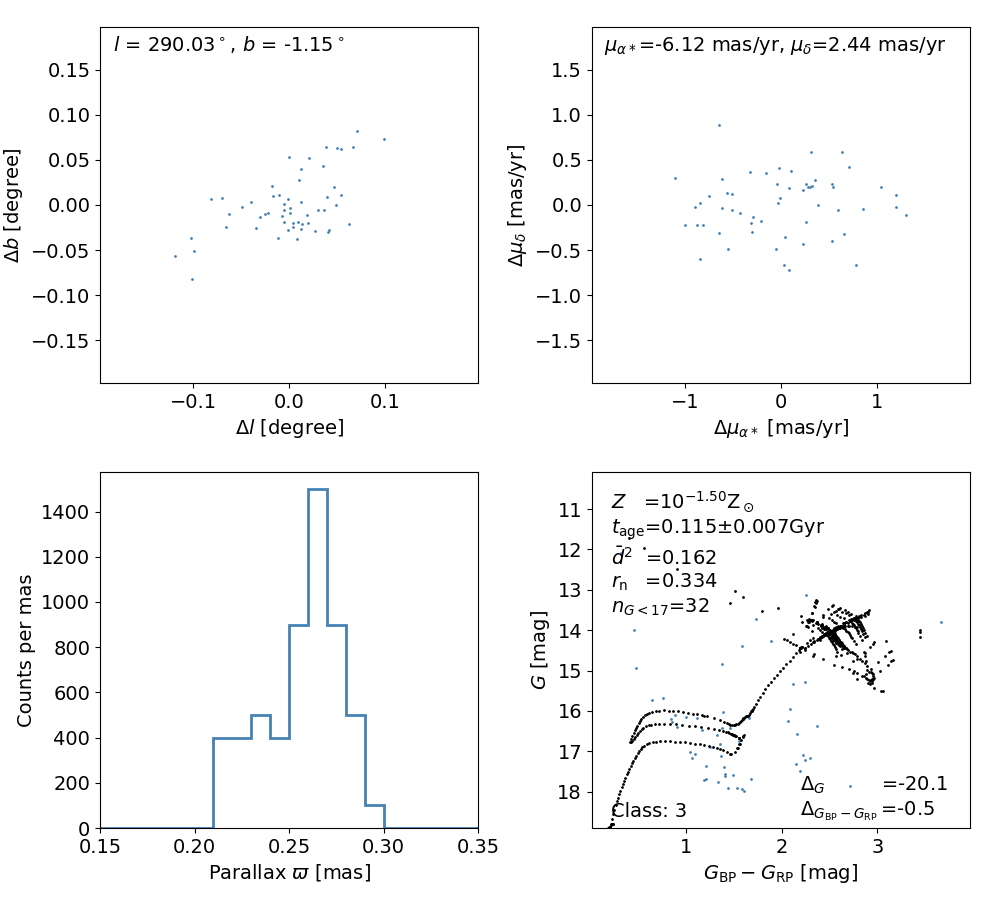 l = 290.03°, b = -1.15°
0.15
0.10
0.05
0.00
−0.05
−0.10
−0.15
Δb [degree]
−0.1
0.0
0.1
Δl [degree]
μα*=-6.12 mas/yr, μδ=2.44 mas/yr
1.5
1.0
0.5
0.0
−0.5
−1.0
−1.5
Δμδ [mas/yr]
−1
0
1
Δμα* [mas/yr]
1400
1200
1000
800
600
400
200
0
Counts per mas
0.15
0.20
0.25
0.30
0.35
Parallax ϖ [mas]
Z =10^−1.50 Z⊙
tage=0.115±0.007Gyr
d̄² =0.162
rn =0.334
nG<17=32
11
12
13
14
15
16
17
18
G [mag]
ΔG =-20.1
Class: 3
ΔGBP−GRP=-0.5
1
2
3
GBP − GRP [mag]